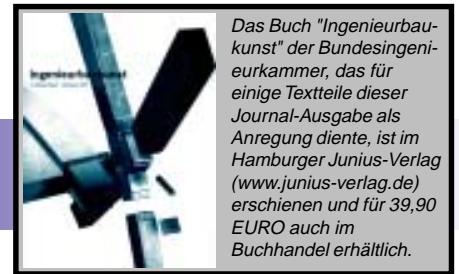 Ingenieurbaukunst
Das Buch "Ingenieurbau-
kunst" der Bundesingeni-
eurkammer, das für
einige Textteile dieser
Journal-Ausgabe als
Anregung diente, ist im
Hamburger Junius-Verlag
(www.junius-verlag.de)
erschienen und für 39,90
EURO auch im
Buchhandel erhältlich.